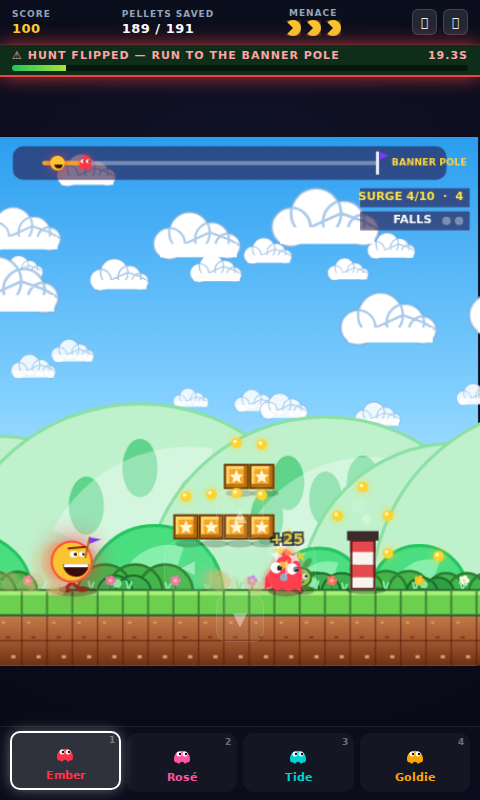 SCORE
100
PELLETS SAVED
189 / 191
MENACE
⚠ HUNT FLIPPED — RUN TO THE BANNER POLE
19.3S
BANNER POLE
SURGE 4/10 · 4
FALLS
+25
1
Ember
2
Rosé
3
Tide
4
Goldie